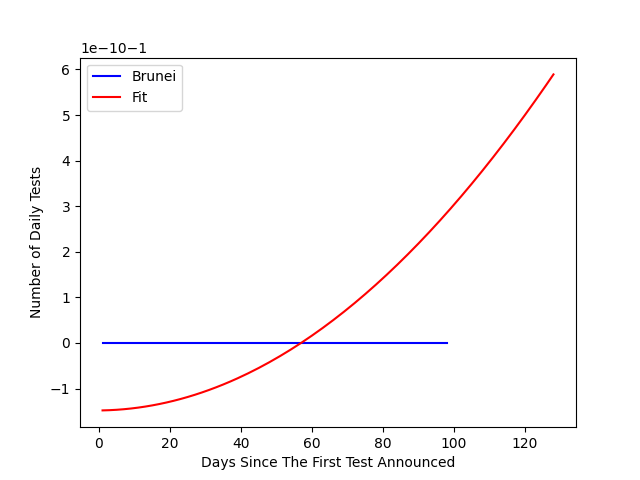 1e−10−1
Brunei
Fit
6
5
4
3
2
1
0
−1
Number of Daily Tests
0 20 40 60 80 100 120
Days Since The First Test Announced